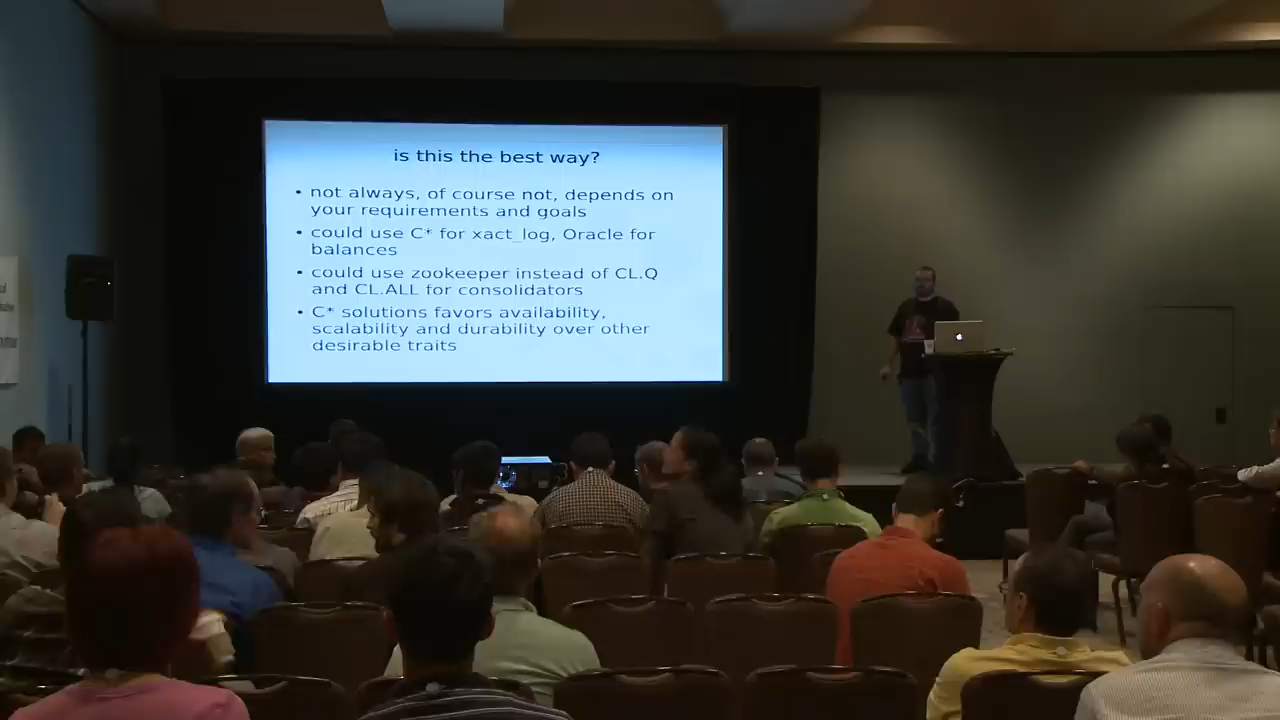 is this the best way?
• not always, of course not, depends on
your requirements and goals
• could use C* for xact_log, Oracle for
balances
• could use zookeeper instead of CL.Q
and CL.ALL for consolidators
• C* solutions favors availability,
scalability and durability over other
desirable traits